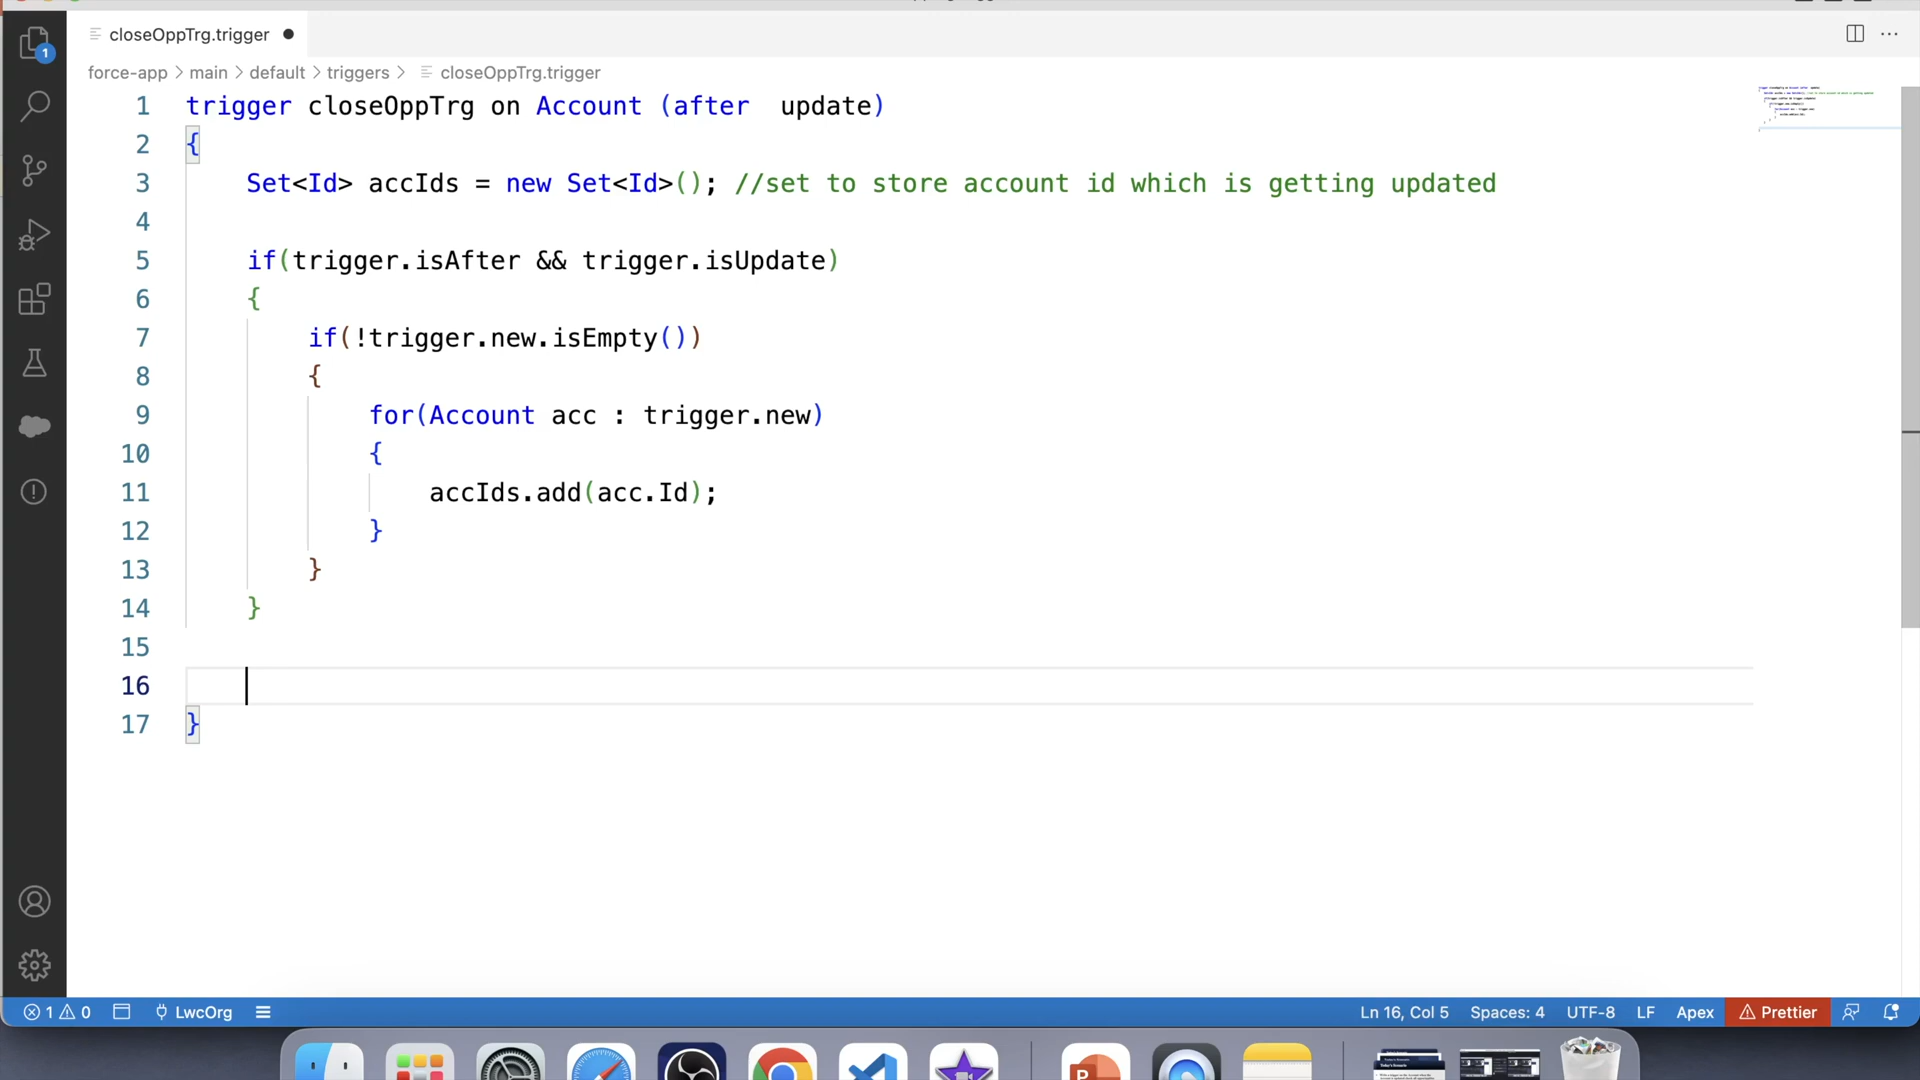 closeOppTrg.trigger
force-app > main > default > triggers > closeOppTrg.trigger
1 trigger closeOppTrg on Account (after  update)
2 {
3 Set<Id> accIds = new Set<Id>(); //set to store account id which is getting updated
4
5 if(trigger.isAfter && trigger.isUpdate)
6 {
7 if(!trigger.new.isEmpty())
8 {
9 for(Account acc : trigger.new)
10 {
11 accIds.add(acc.Id);
12 }
13 }
14 }
15
16
17 }
1
1 0 LwcOrg
Ln 16, Col 5 Spaces: 4 UTF-8 LF Apex Prettier